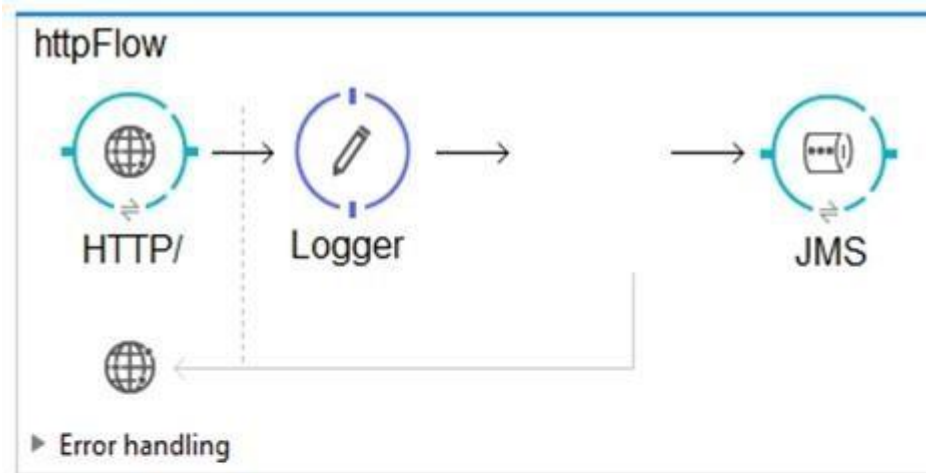 httpFlow
HTTP/
Logger
JMS
Error handling